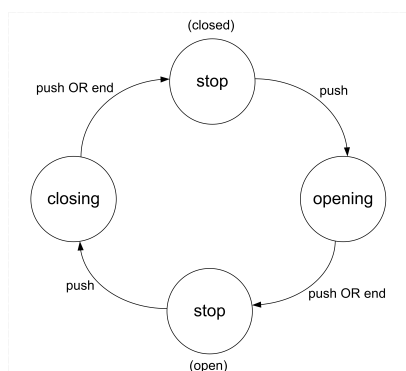 (closed)
stop
push OR end
push
closing
opening
push
push OR end
stop
(open)